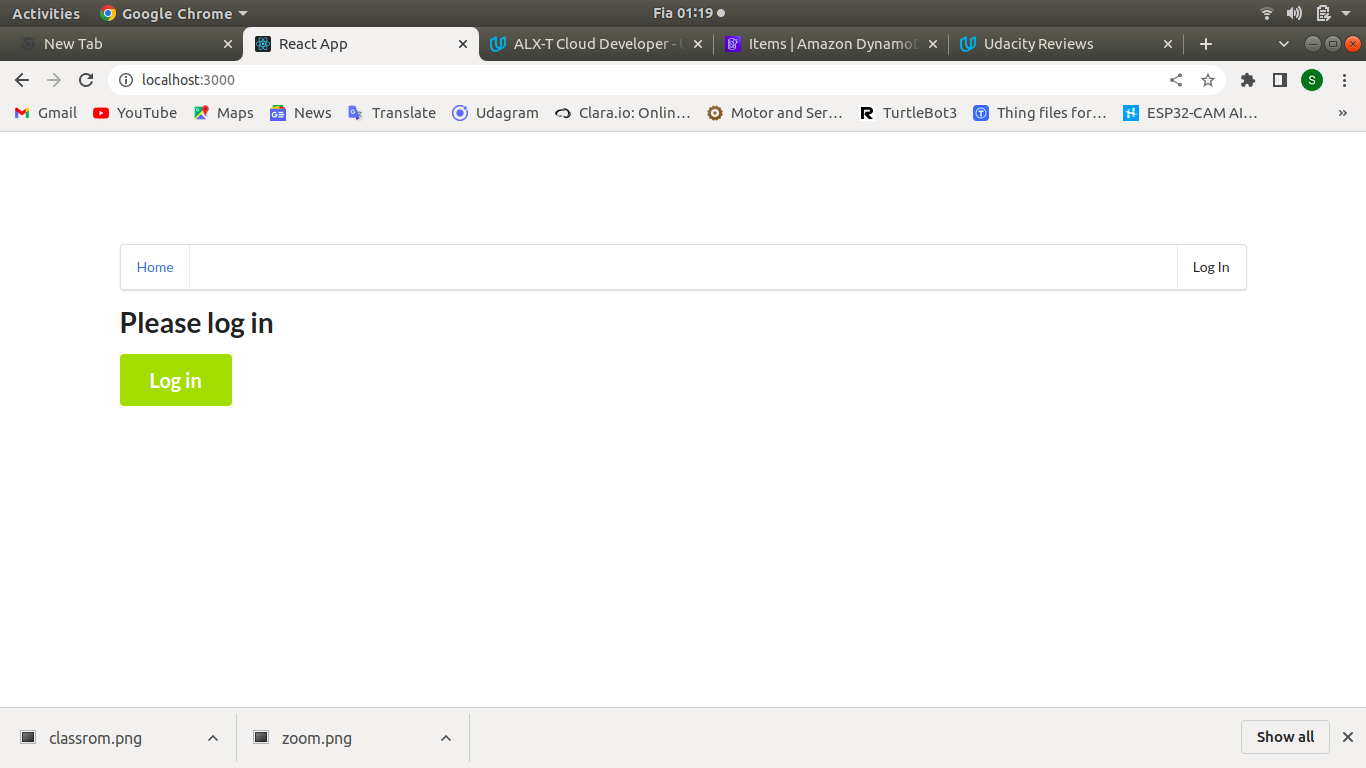 Activities Google Chrome Fia 01:19
New Tab React App ALX-T Cloud Developer - Items | Amazon Dynamo Udacity Reviews
localhost:3000 S
Gmail YouTube Maps News Translate Udagram Clara.io: Onlin… Motor and Ser… TurtleBot3 Thing files for… ESP32-CAM AI… »
Home Log In
Please log in
Log in
classrom.png zoom.png Show all